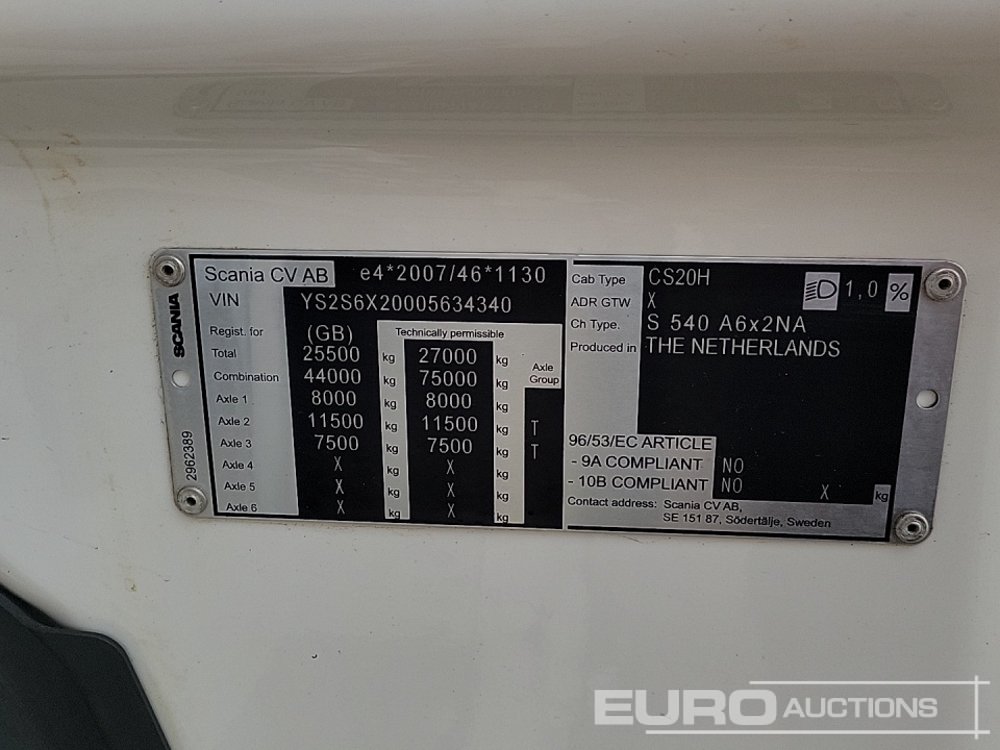 Scania CV AB e4*2007/46*1130
VIN YS2S6X20005634340
Regist. for (GB) Technically permissible
Total 25500 kg 27000 kg
Combination 44000 kg 75000 kg Axle Group
Axle 1 8000 kg 8000 kg
Axle 2 11500 kg 11500 kg T
Axle 3 7500 kg 7500 kg T
Axle 4 X kg X kg
Axle 5 X kg X kg
Axle 6 X kg X kg
SCANIA
2962389
Cab Type CS20H 1,0 %
ADR GTW X
Ch Type. S 540 A6x2NA
Produced in THE NETHERLANDS
96/53/EC ARTICLE
- 9A COMPLIANT NO
- 10B COMPLIANT NO X kg
Contact address: Scania CV AB,
SE 151 87, Södertälje, Sweden
EURO AUCTIONS